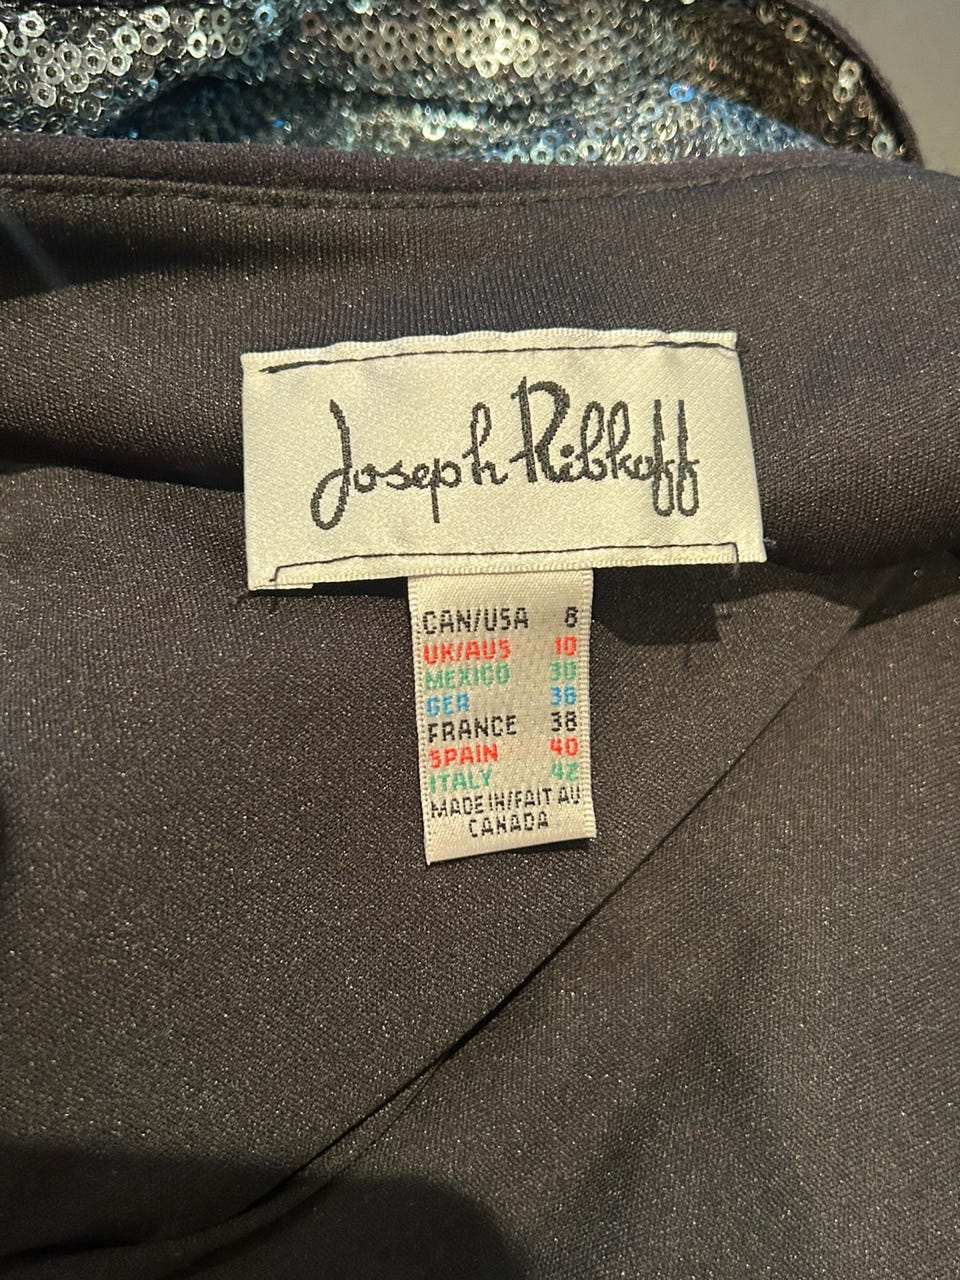 Joseph Ribkoff
CAN/USA 8
UK/AUS 10
MEXICO 30
GER 36
FRANCE 38
SPAIN 40
ITALY 42
MADE IN/FAIT AU
CANADA